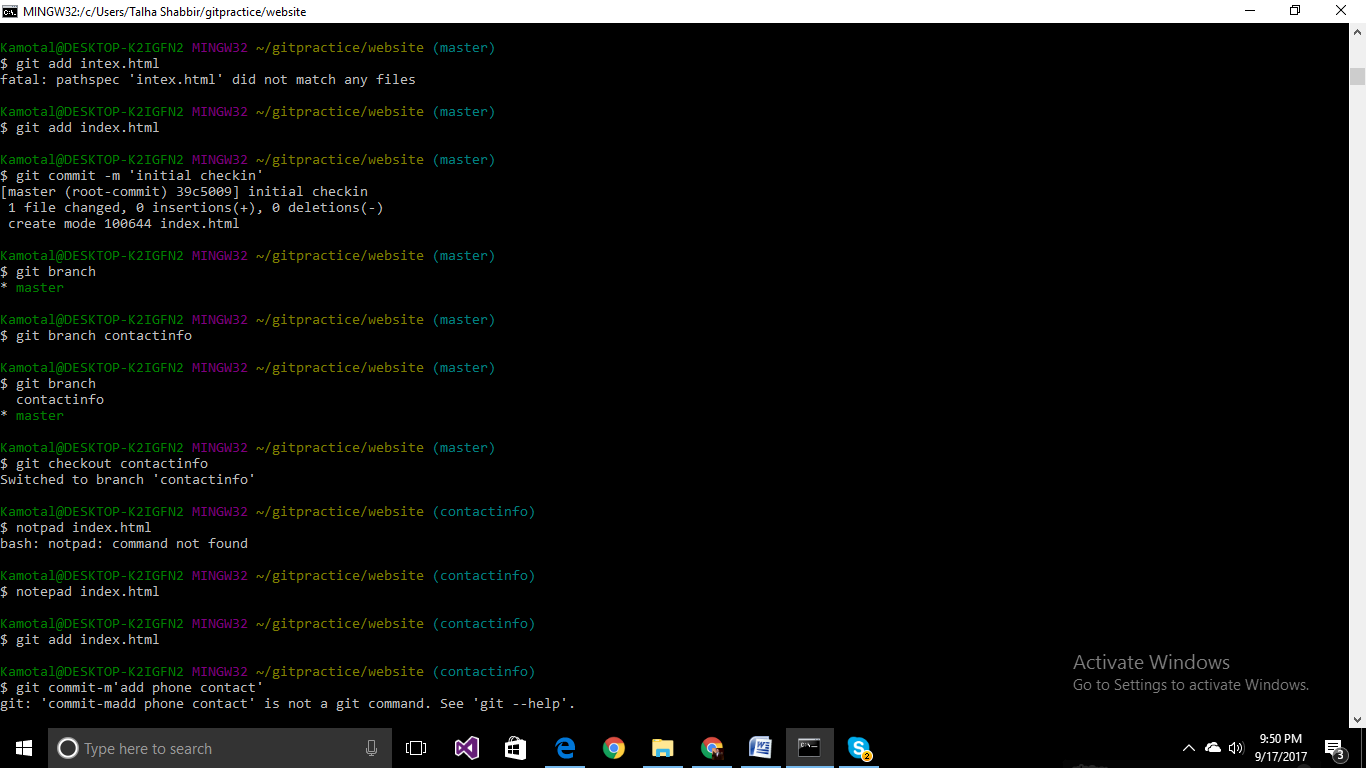 MINGW32:/c/Users/Talha Shabbir/gitpractice/website
Kamotal@DESKTOP-K2IGFN2 MINGW32 ~/gitpractice/website (master)
$ git add intex.html
fatal: pathspec 'intex.html' did not match any files
Kamotal@DESKTOP-K2IGFN2 MINGW32 ~/gitpractice/website (master)
$ git add index.html
Kamotal@DESKTOP-K2IGFN2 MINGW32 ~/gitpractice/website (master)
$ git commit -m 'initial checkin'
[master (root-commit) 39c5009] initial checkin
 1 file changed, 0 insertions(+), 0 deletions(-)
 create mode 100644 index.html
Kamotal@DESKTOP-K2IGFN2 MINGW32 ~/gitpractice/website (master)
$ git branch
* master
Kamotal@DESKTOP-K2IGFN2 MINGW32 ~/gitpractice/website (master)
$ git branch contactinfo
Kamotal@DESKTOP-K2IGFN2 MINGW32 ~/gitpractice/website (master)
$ git branch
  contactinfo
* master
Kamotal@DESKTOP-K2IGFN2 MINGW32 ~/gitpractice/website (master)
$ git checkout contactinfo
Switched to branch 'contactinfo'
Kamotal@DESKTOP-K2IGFN2 MINGW32 ~/gitpractice/website (contactinfo)
$ notpad index.html
bash: notpad: command not found
Kamotal@DESKTOP-K2IGFN2 MINGW32 ~/gitpractice/website (contactinfo)
$ notepad index.html
Kamotal@DESKTOP-K2IGFN2 MINGW32 ~/gitpractice/website (contactinfo)
$ git add index.html
Kamotal@DESKTOP-K2IGFN2 MINGW32 ~/gitpractice/website (contactinfo)
$ git commit-m'add phone contact'
git: 'commit-madd phone contact' is not a git command. See 'git --help'.
Activate Windows
Go to Settings to activate Windows.
Type here to search
2
9:50 PM
9/17/2017
3